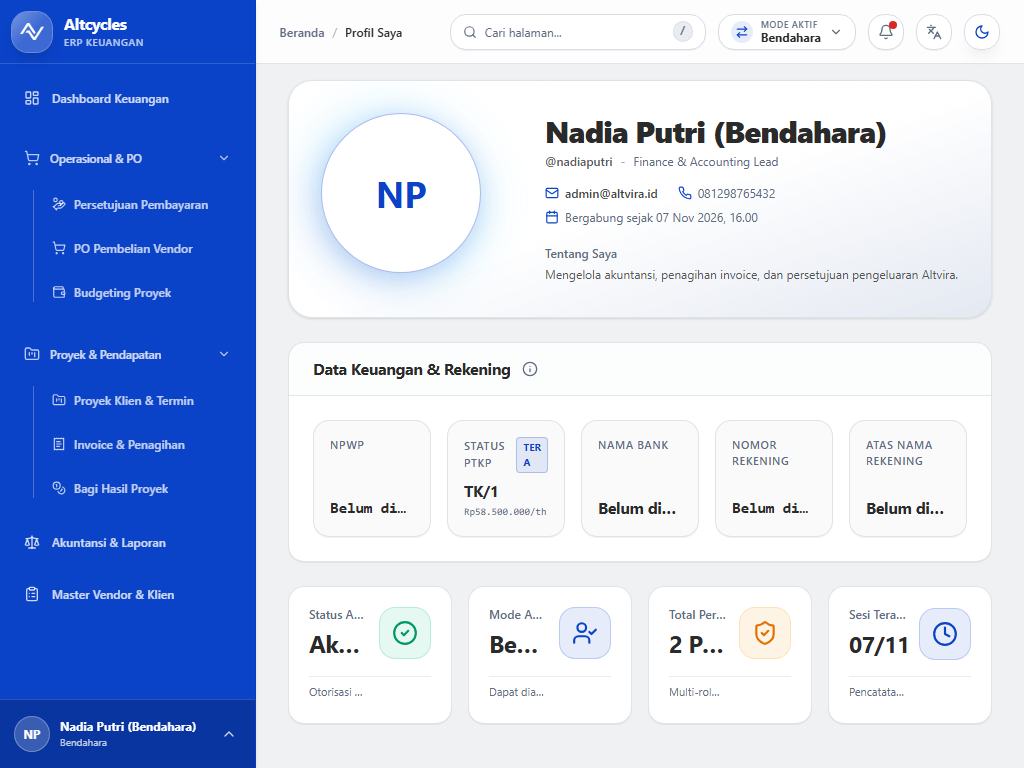 Altcycles
ERP KEUANGAN
Beranda / Profil Saya
Cari halaman...
/
MODE AKTIF
Bendahara
Dashboard Keuangan
Operasional & PO
Persetujuan Pembayaran
PO Pembelian Vendor
Budgeting Proyek
Proyek & Pendapatan
Proyek Klien & Termin
Invoice & Penagihan
Bagi Hasil Proyek
Akuntansi & Laporan
Master Vendor & Klien
NP
Nadia Putri (Bendahara)
Bendahara
NP
Nadia Putri (Bendahara)
@nadiaputri - Finance & Accounting Lead
admin@altvira.id 081298765432
Bergabung sejak 07 Nov 2026, 16.00
Tentang Saya
Mengelola akuntansi, penagihan invoice, dan persetujuan pengeluaran Altvira.
Data Keuangan & Rekening
NPWP
Belum di...
STATUS
PTKP
TER
A
TK/1
Rp58.500.000/th
NAMA BANK
Belum di...
NOMOR
REKENING
Belum di...
ATAS NAMA
REKENING
Belum di...
Status A...
Ak...
Otorisasi ...
Mode A...
Be...
Dapat dia...
Total Per...
2 P...
Multi-rol...
Sesi Tera...
07/11
Pencatata...